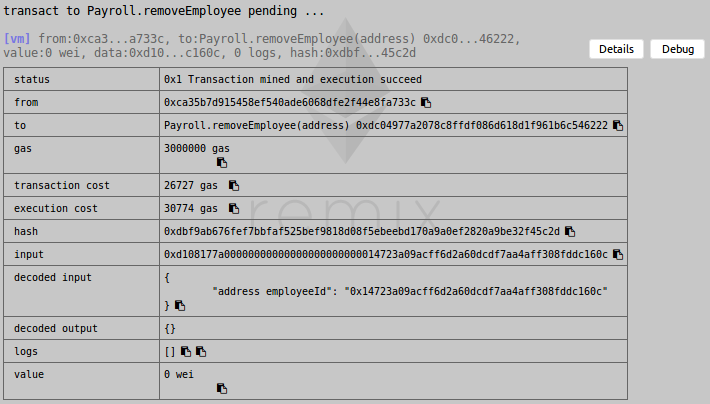 transact to Payroll.removeEmployee pending ...
[vm] from:0xca3...a733c, to:Payroll.removeEmployee(address) 0xdc0...46222,
value:0 wei, data:0xd10...c160c, 0 logs, hash:0xdbf...45c2d
Details Debug
status 0x1 Transaction mined and execution succeed
from 0xca35b7d915458ef540ade6068dfe2f44e8fa733c
to Payroll.removeEmployee(address) 0xdc04977a2078c8ffdf086d618d1f961b6c546222
gas 3000000 gas
transaction cost 26727 gas
execution cost 30774 gas
hash 0xdbf9ab676fef7bbfaf525bef9818d08f5ebeebd170a9a0ef2820a9be32f45c2d
input 0xd108177a00000000000000000000000014723a09acff6d2a60dcdf7aa4aff308fddc160c
decoded input {
"address employeeId": "0x14723a09acff6d2a60dcdf7aa4aff308fddc160c"
}
decoded output {}
logs []
value 0 wei
remix